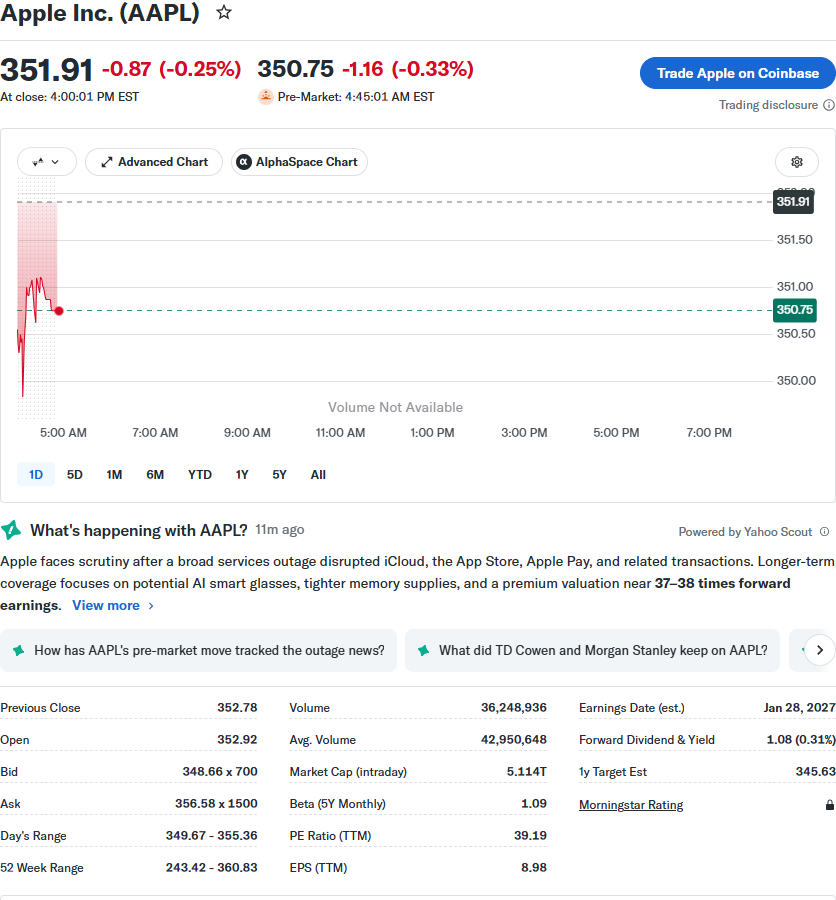 Apple Inc. (AAPL)
351.91 -0.87 (-0.25%) 350.75 -1.16 (-0.33%)
At close: 4:00:01 PM EST Pre-Market: 4:45:01 AM EST
Trade Apple on Coinbase
Trading disclosure
Advanced Chart AlphaSpace Chart
351.91
351.50
351.00
350.75
350.50
350.00
Volume Not Available
5:00 AM 7:00 AM 9:00 AM 11:00 AM 1:00 PM 3:00 PM 5:00 PM 7:00 PM
1D 5D 1M 6M YTD 1Y 5Y All
What's happening with AAPL? 11m ago Powered by Yahoo Scout
Apple faces scrutiny after a broad services outage disrupted iCloud, the App Store, Apple Pay, and related transactions. Longer-term
coverage focuses on potential AI smart glasses, tighter memory supplies, and a premium valuation near 37–38 times forward
earnings. View more
How has AAPL's pre-market move tracked the outage news? What did TD Cowen and Morgan Stanley keep on AAPL?
Previous Close 352.78 Volume 36,248,936 Earnings Date (est.) Jan 28, 2027
Open 352.92 Avg. Volume 42,950,648 Forward Dividend & Yield 1.08 (0.31%)
Bid 348.66 x 700 Market Cap (intraday) 5.114T 1y Target Est 345.63
Ask 356.58 x 1500 Beta (5Y Monthly) 1.09 Morningstar Rating
Day's Range 349.67 - 355.36 PE Ratio (TTM) 39.19
52 Week Range 243.42 - 360.83 EPS (TTM) 8.98